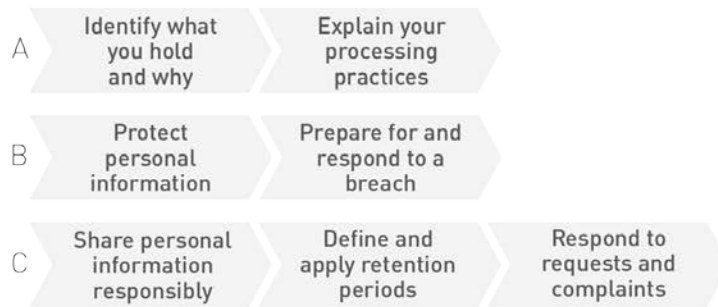 A
Identify what
you hold
and why
Explain your
processing
practices
B
Protect
personal
information
Prepare for and
respond to a
breach
C
Share personal
information
responsibly
Define and
apply retention
periods
Respond to
requests and
complaints